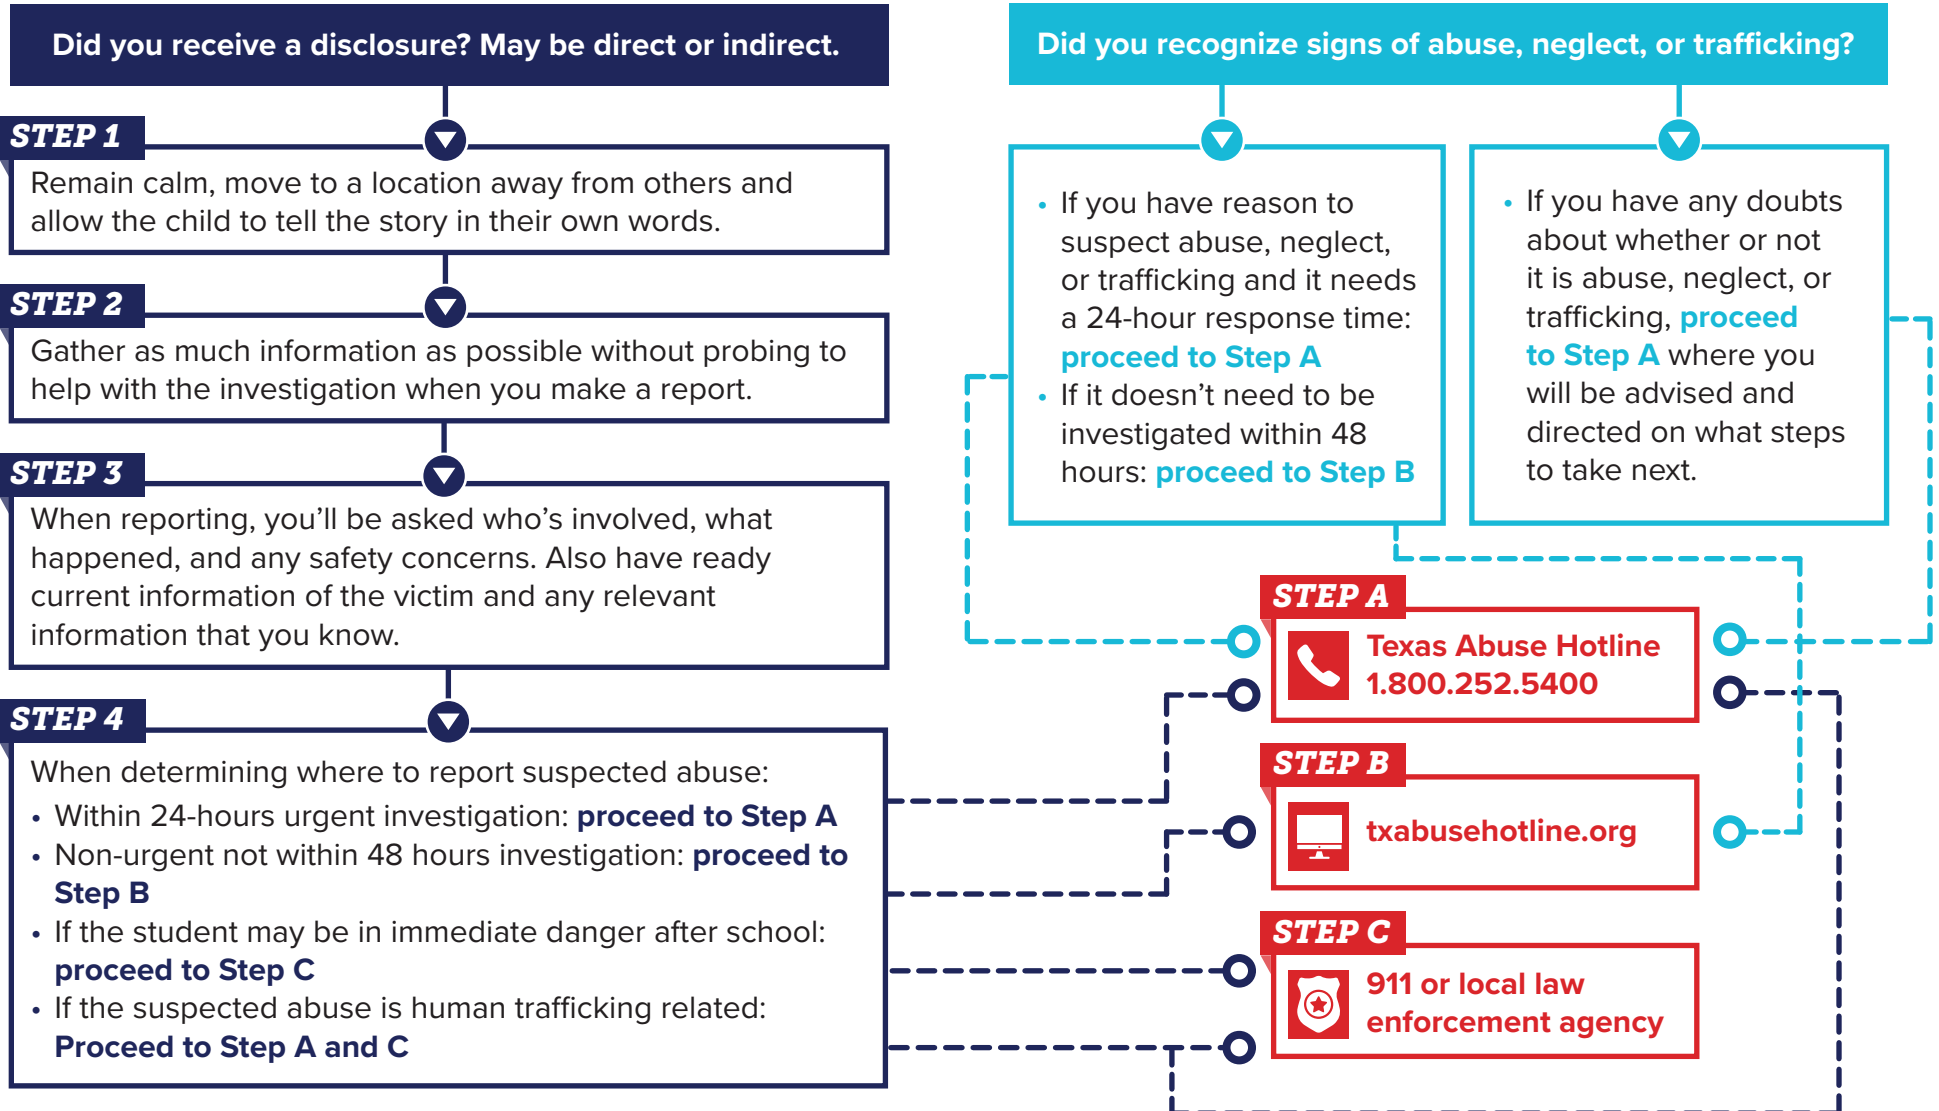 Did you receive a disclosure? May be direct or indirect.
STEP 1
Remain calm, move to a location away from others and
allow the child to tell the story in their own words.
STEP 2
Gather as much information as possible without probing to
help with the investigation when you make a report.
STEP 3
When reporting, you’ll be asked who’s involved, what
happened, and any safety concerns. Also have ready
current information of the victim and any relevant
information that you know.
STEP 4
When determining where to report suspected abuse:
• Within 24-hours urgent investigation: proceed to Step A
• Non-urgent not within 48 hours investigation: proceed to
Step B
• If the student may be in immediate danger after school:
proceed to Step C
• If the suspected abuse is human trafficking related:
Proceed to Step A and C
Did you recognize signs of abuse, neglect, or trafficking?
• If you have reason to
suspect abuse, neglect,
or trafficking and it needs
a 24-hour response time:
proceed to Step A
• If it doesn’t need to be
investigated within 48
hours: proceed to Step B
• If you have any doubts
about whether or not
it is abuse, neglect, or
trafficking, proceed
to Step A where you
will be advised and
directed on what steps
to take next.
STEP A
Texas Abuse Hotline
1.800.252.5400
STEP B
txabusehotline.org
STEP C
911 or local law
enforcement agency